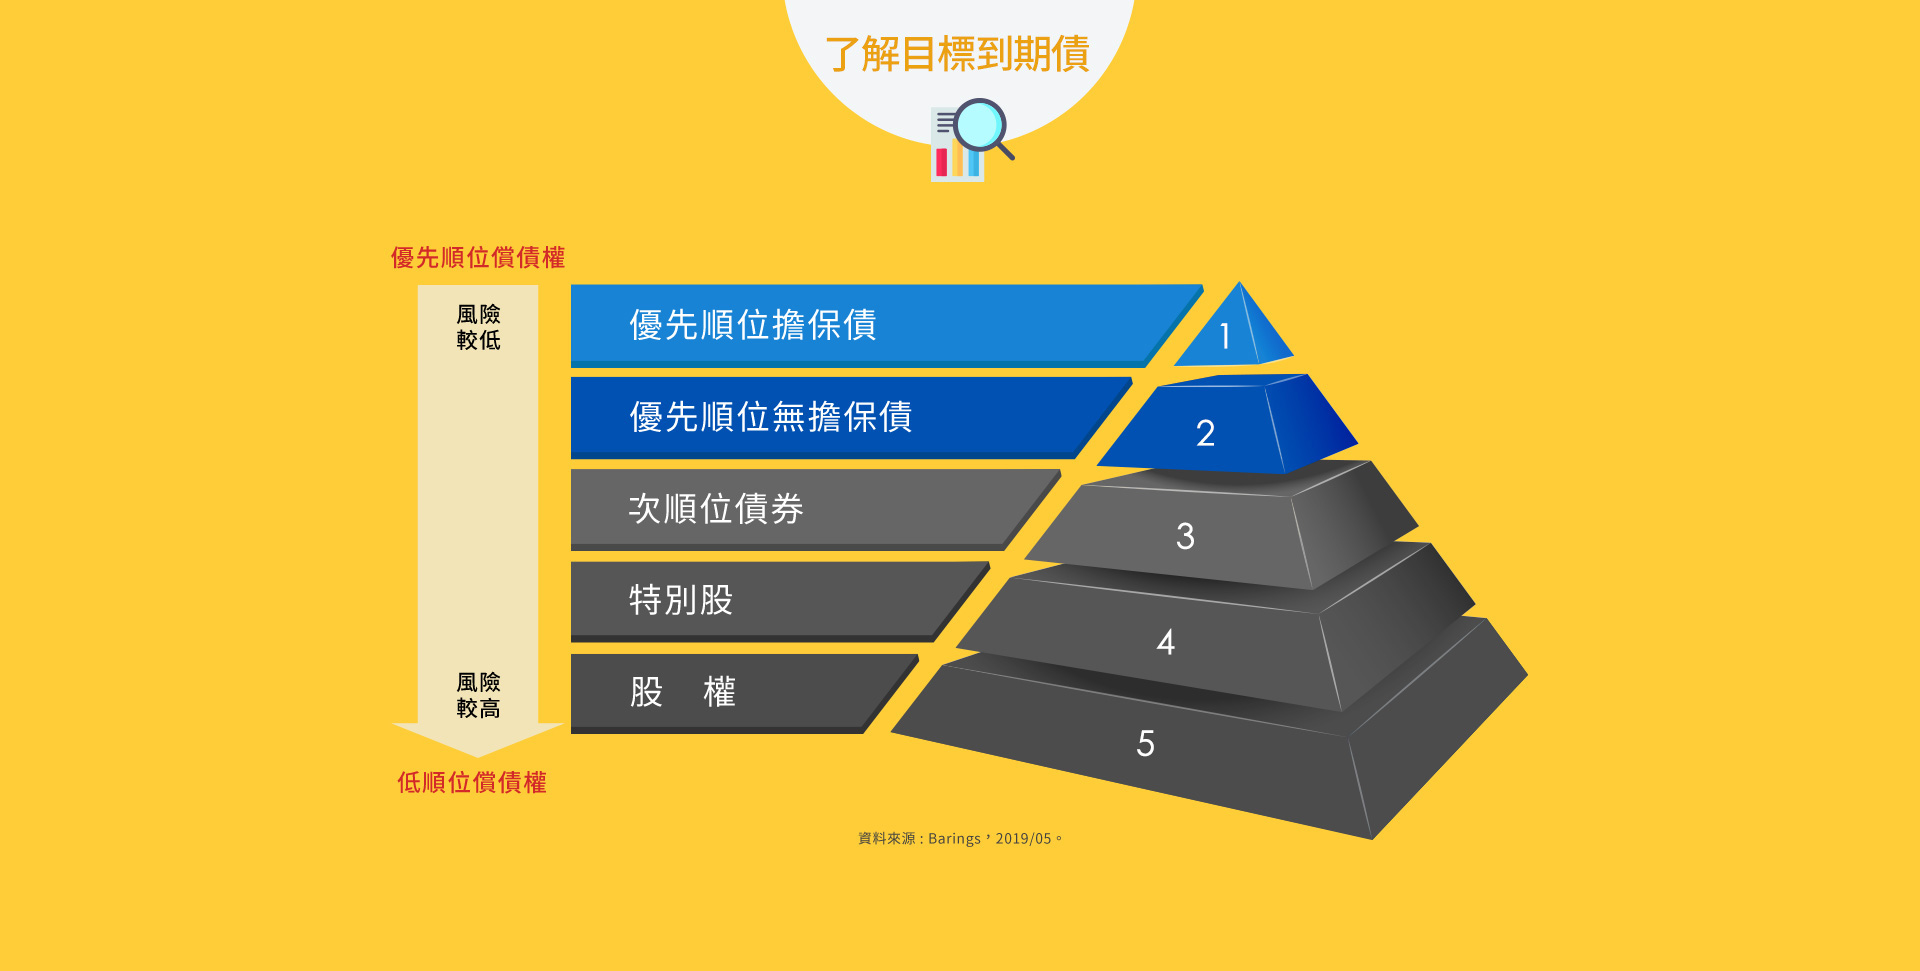 了解目標到期債
優先順位償債權
風險
較低
優先順位擔保債
1
優先順位無擔保債
2
次順位債券
3
特別股
4
風險
較高
股 權
5
低順位償債權
資料來源 : Barings，2019/05。